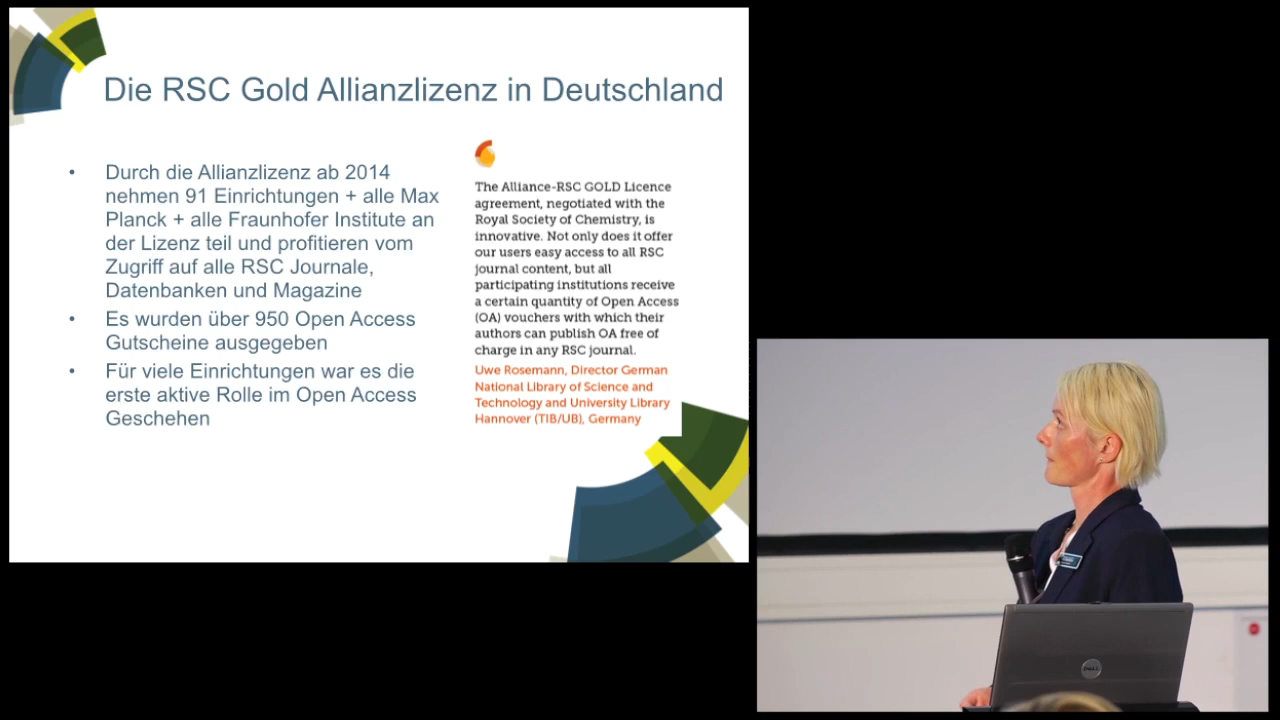 Die RSC Gold Allianzlizenz in Deutschland
• Durch die Allianzlizenz ab 2014
nehmen 91 Einrichtungen + alle Max
Planck + alle Fraunhofer Institute an
der Lizenz teil und profitieren vom
Zugriff auf alle RSC Journale,
Datenbanken und Magazine
• Es wurden über 950 Open Access
Gutscheine ausgegeben
• Für viele Einrichtungen war es die
erste aktive Rolle im Open Access
Geschehen
The Alliance-RSC GOLD Licence
agreement, negotiated with the
Royal Society of Chemistry, is
innovative. Not only does it offer
our users easy access to all RSC
journal content, but all
participating institutions receive
a certain quantity of Open Access
(OA) vouchers with which their
authors can publish OA free of
charge in any RSC journal.
Uwe Rosemann, Director German
National Library of Science and
Technology and University Library
Hannover (TIB/UB), Germany
DELL